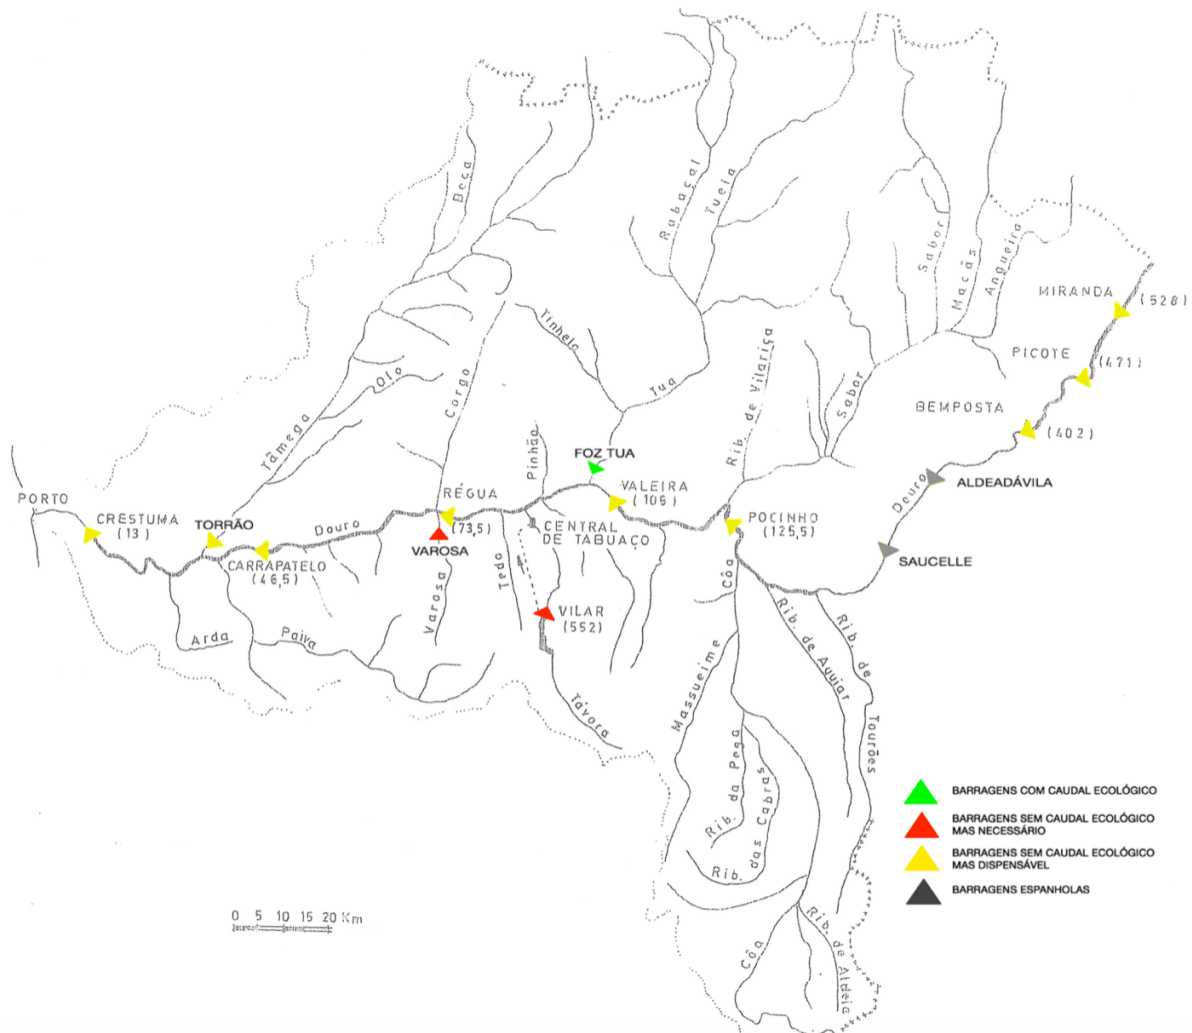 Beça
Rabaçal
Tuela
Sabor
Macãs
Angueira
MIRANDA
(528)
PICOTE
(471)
BEMPOSTA
(402)
Tinhela
Olo
Corgo
Tua
Rib. de Vilariça
Sabor
Tâmega
Pinhão
FOZ TUA
ALDEADÁVILA
Douro
PORTO
CRESTUMA
(13)
TORRÃO
Douro
RÉGUA
(73,5)
VALEIRA
(105)
POCINHO
(125,5)
CENTRAL
DE TABUAÇO
CARRAPATELO
(46,5)
VAROSA
SAUCELLE
Varosa
Tedo
Côa
VILAR
(552)
Arda
Paiva
Távora
Massueime
Rib. de Aguiar
Rib. de Tourões
Rib. da Pega
Rib. das Cabras
BARRAGENS COM CAUDAL ECOLÓGICO
BARRAGENS SEM CAUDAL ECOLÓGICO
MAS NECESSÁRIO
BARRAGENS SEM CAUDAL ECOLÓGICO
MAS DISPENSÁVEL
BARRAGENS ESPANHOLAS
0 5 10 15 20 Km
Côa
Rib. de Aldeia